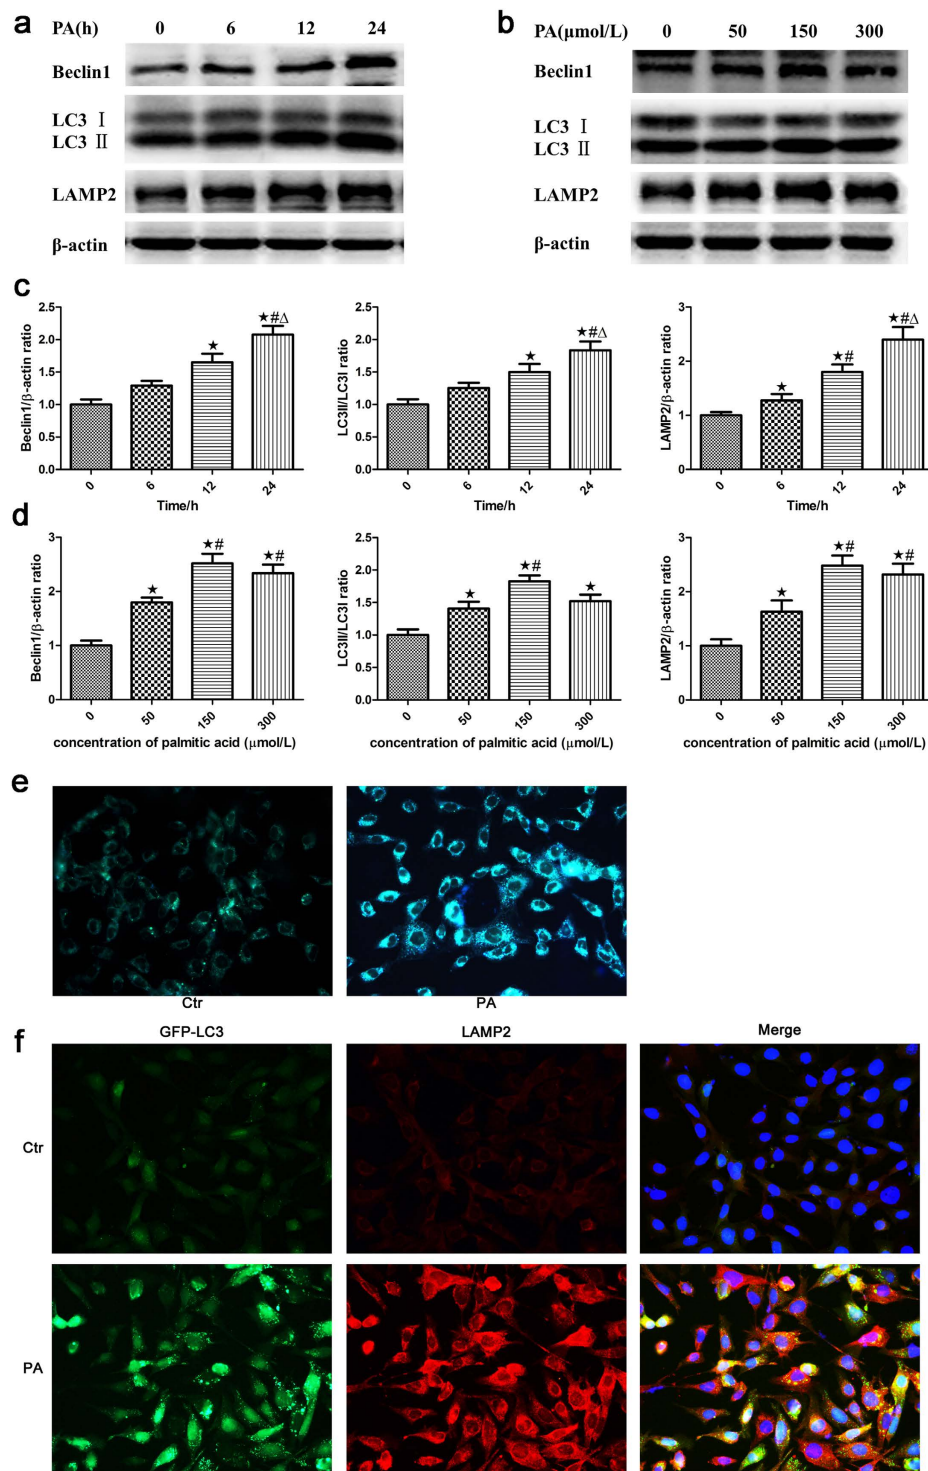 a
PA(h) 0 6 12 24
Beclin1
LC3 Ⅰ
LC3 Ⅱ
LAMP2
β-actin
b
PA(μmol/L) 0 50 150 300
Beclin1
LC3 Ⅰ
LC3 Ⅱ
LAMP2
β-actin
c
Beclin1/β-actin ratio
2.5
2.0
1.5
1.0
0.5
0.0
★
★#Δ
0 6 12 24
Time/h
LC3II/LC3I ratio
2.5
2.0
1.5
1.0
0.5
0.0
★
★#Δ
0 6 12 24
Time/h
LAMP2/β-actin ratio
3
2
1
0
★
★#
★#Δ
0 6 12 24
Time/h
d
Beclin1/β-actin ratio
3
2
1
0
★
★#
★#
0 50 150 300
concentration of palmitic acid (μmol/L)
LC3II/LC3I ratio
2.5
2.0
1.5
1.0
0.5
0.0
★
★#
★
0 50 150 300
concentration of palmitic acid (μmol/L)
LAMP2/β-actin ratio
3
2
1
0
★
★#
★#
0 50 150 300
concentration of palmitic acid (μmol/L)
e
Ctr
PA
f
GFP-LC3 LAMP2 Merge
Ctr
PA